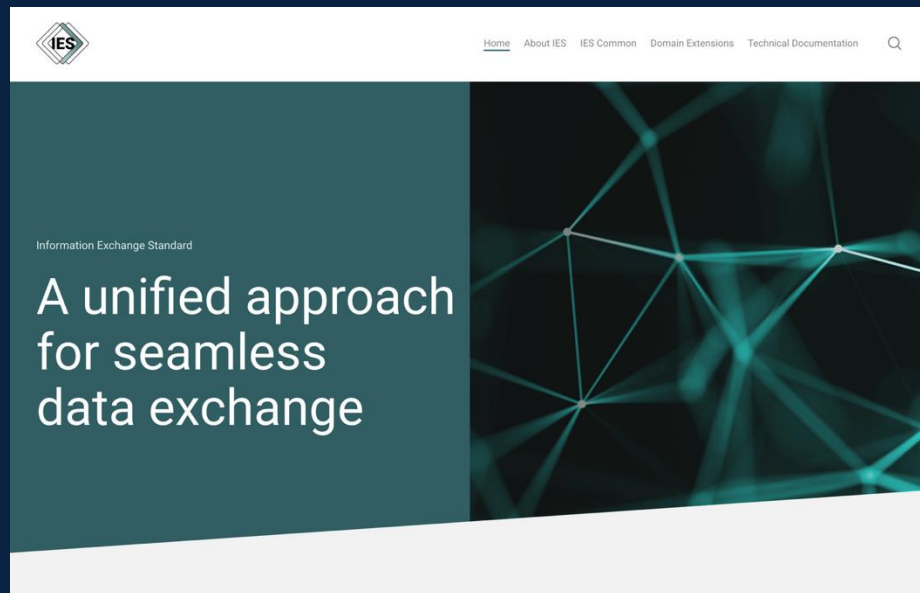 IES
Home About IES IES Common Domain Extensions Technical Documentation
Information Exchange Standard
A unified approach
for seamless
data exchange